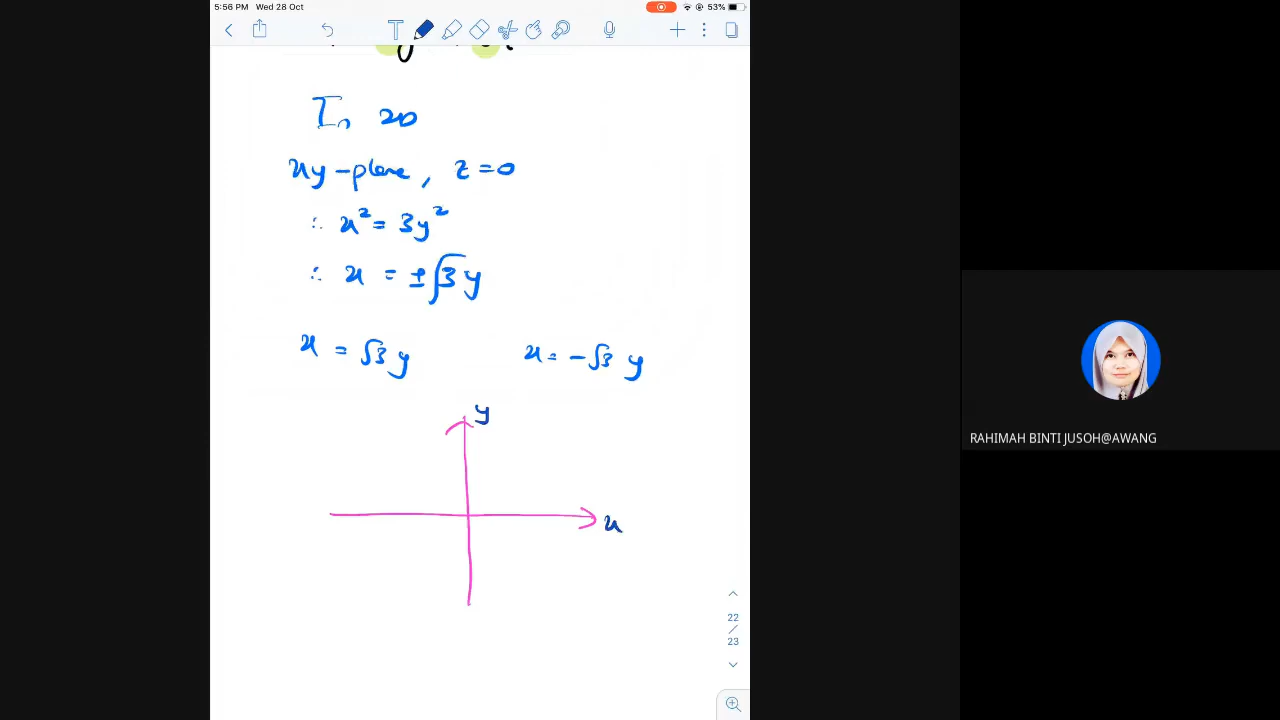 5:56 PM Wed 28 Oct 53%
In 2D
xy-plane, z=0
∴ x² = 3y²
∴ x = ±√3 y
x = √3 y x = -√3 y
y
x
22
/
23
RAHIMAH BINTI JUSOH@AWANG